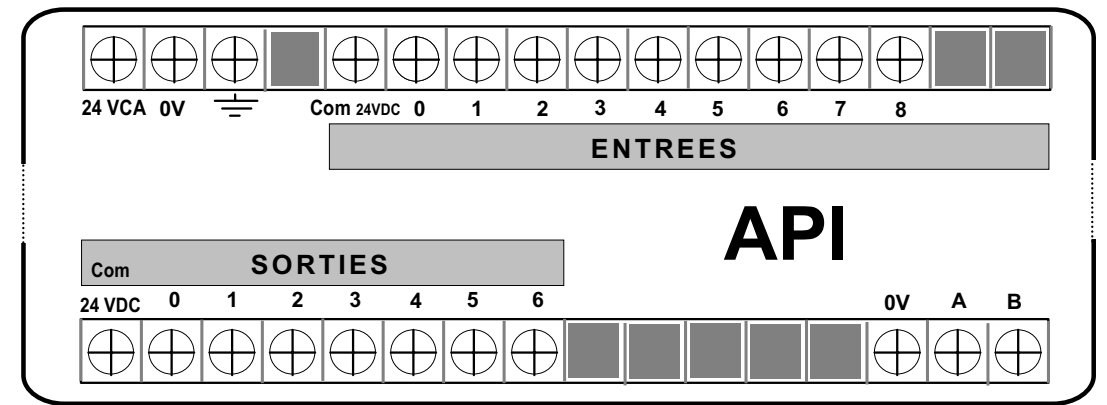 24 VCA 0V Com 24VDC 0 1 2 3 4 5 6 7 8
ENTREES
API
Com SORTIES
24 VDC 0 1 2 3 4 5 6 0V A B